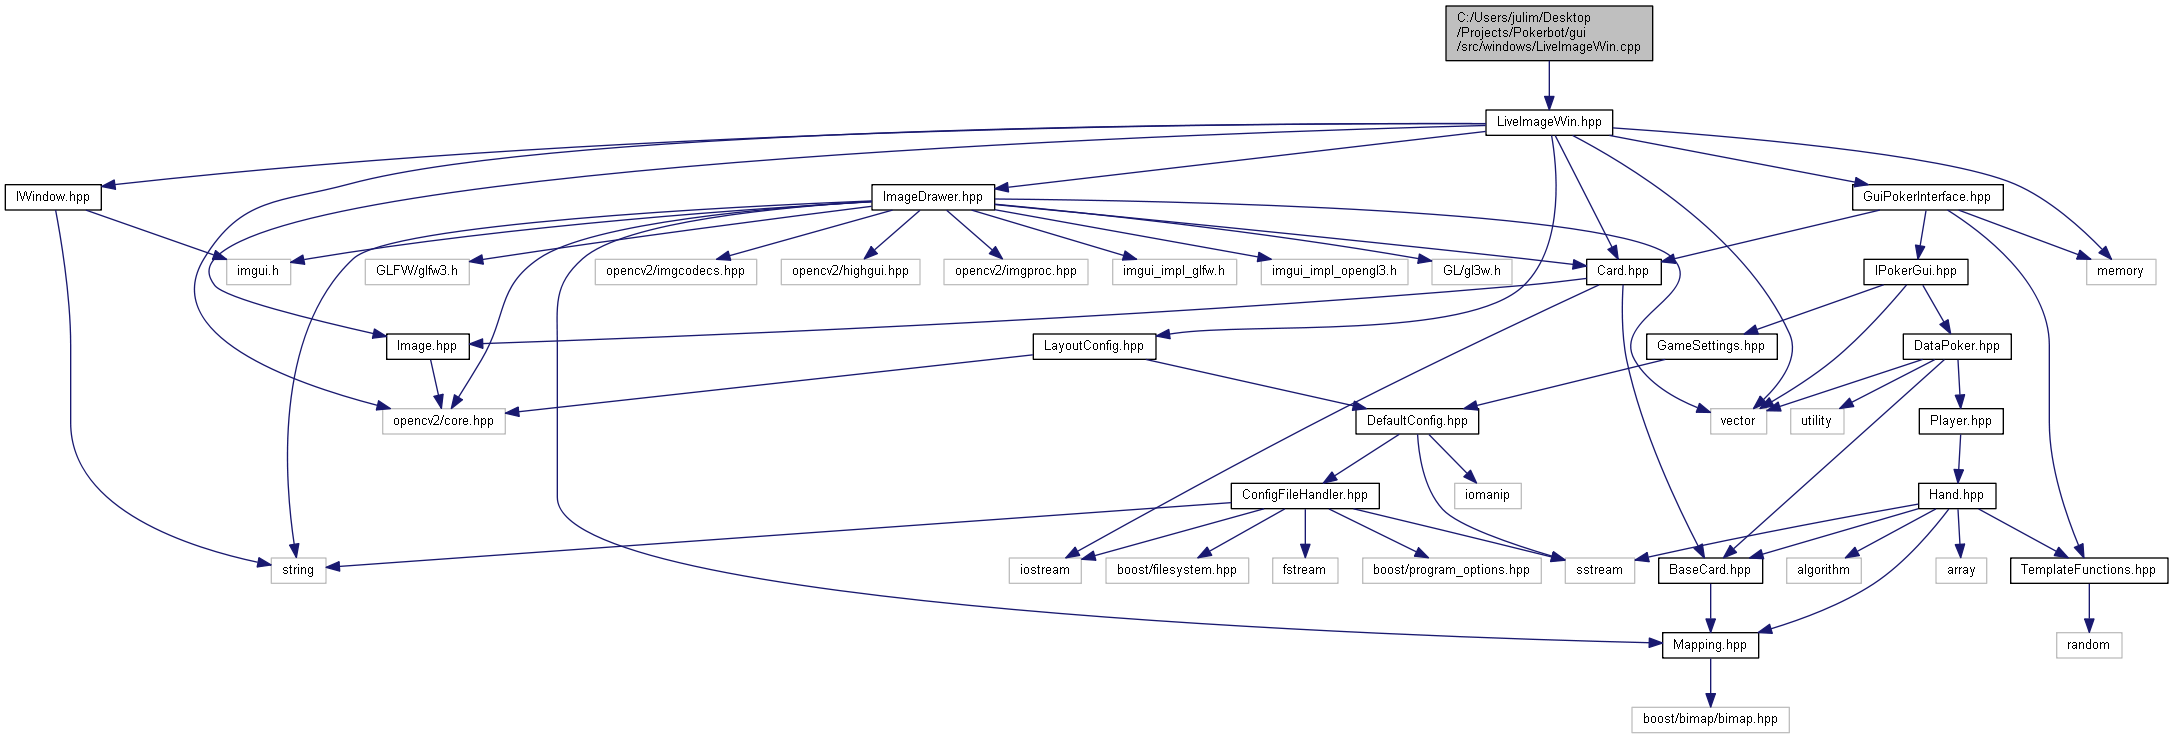 C:/Users/julim/Desktop
/Projects/Pokerbot/gui
/src/windows/LiveImageWin.cpp
LiveImageWin.hpp
IWindow.hpp
ImageDrawer.hpp
GuiPokerInterface.hpp
imgui.h
GLFW/glfw3.h
opencv2/imgcodecs.hpp
opencv2/highgui.hpp
opencv2/imgproc.hpp
imgui_impl_glfw.h
imgui_impl_opengl3.h
GL/gl3w.h
Card.hpp
IPokerGui.hpp
memory
Image.hpp
LayoutConfig.hpp
GameSettings.hpp
DataPoker.hpp
opencv2/core.hpp
DefaultConfig.hpp
vector
utility
Player.hpp
ConfigFileHandler.hpp
iomanip
Hand.hpp
string
iostream
boost/filesystem.hpp
fstream
boost/program_options.hpp
sstream
BaseCard.hpp
algorithm
array
TemplateFunctions.hpp
Mapping.hpp
random
boost/bimap/bimap.hpp